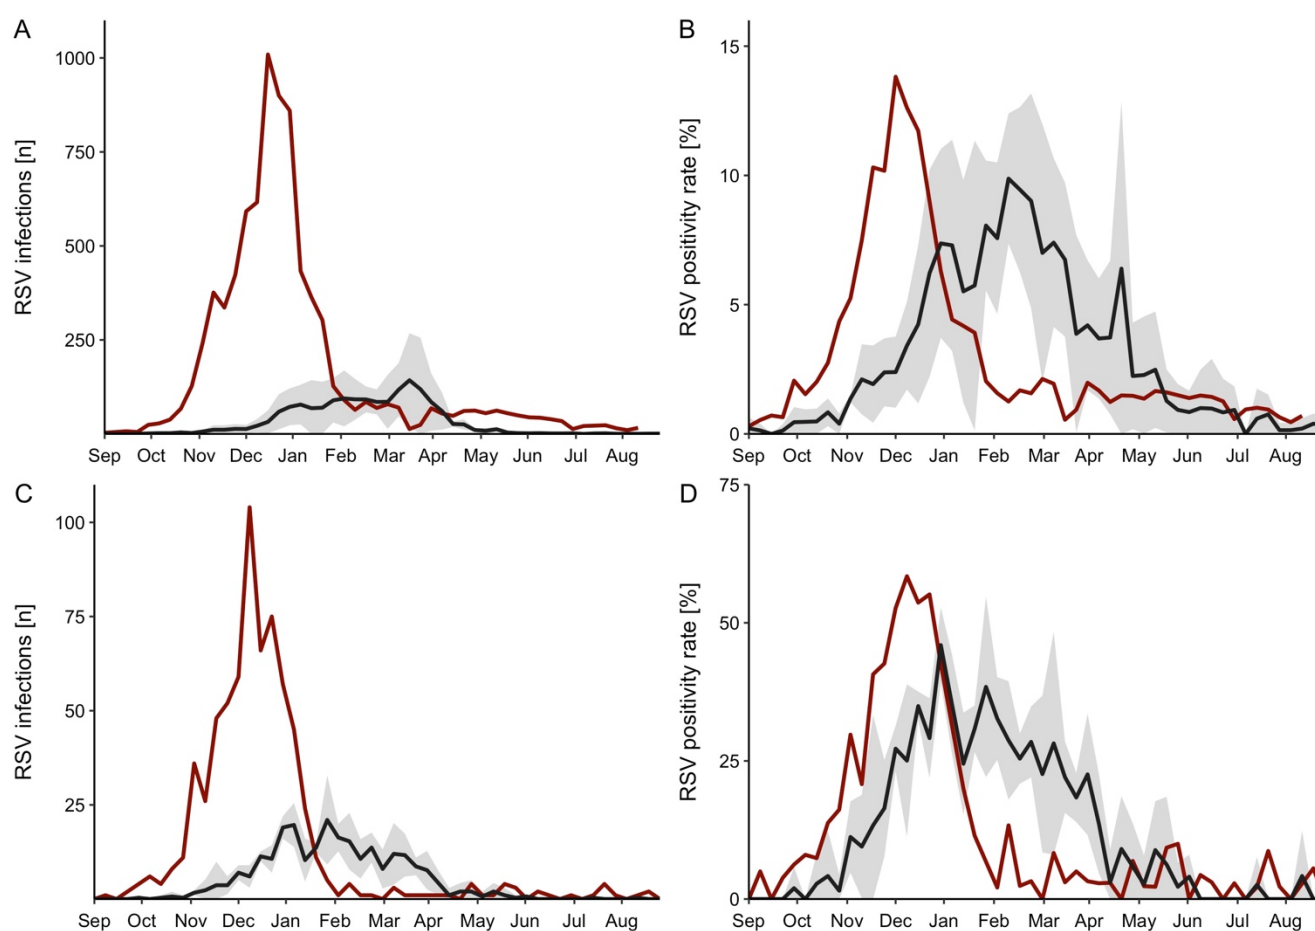 A
RSV infections [n]
1000
750
500
250
Sep Oct Nov Dec Jan Feb Mar Apr May Jun Jul Aug
B
RSV positivity rate [%]
15
10
5
0
Sep Oct Nov Dec Jan Feb Mar Apr May Jun Jul Aug
C
RSV infections [n]
100
75
50
25
Sep Oct Nov Dec Jan Feb Mar Apr May Jun Jul Aug
D
RSV positivity rate [%]
75
50
25
0
Sep Oct Nov Dec Jan Feb Mar Apr May Jun Jul Aug